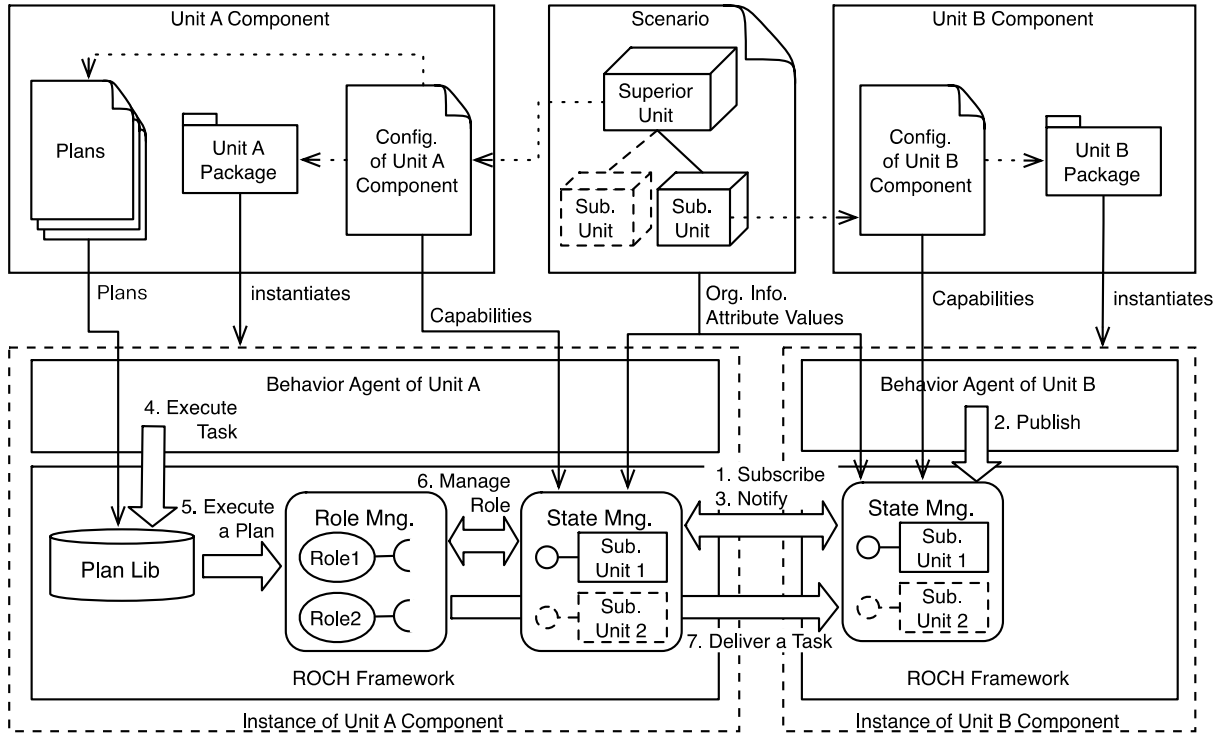 Unit A Component
Scenario
Unit B Component
Plans
Unit A
Package
Config.
of Unit A
Component
Superior
Unit
Sub.
Unit
Sub.
Unit
Config.
of Unit B
Component
Unit B
Package
Plans
instantiates
Capabilities
Org. Info.
Attribute Values
Capabilities
instantiates
Behavior Agent of Unit A
Behavior Agent of Unit B
4. Execute
Task
2. Publish
5. Execute
a Plan
6. Manage
Role
1. Subscribe
3. Notify
Plan Lib
Role Mng.
Role1
Role2
State Mng.
Sub.
Unit 1
Sub.
Unit 2
State Mng.
Sub.
Unit 1
Sub.
Unit 2
7. Deliver a Task
ROCH Framework
ROCH Framework
Instance of Unit A Component
Instance of Unit B Component